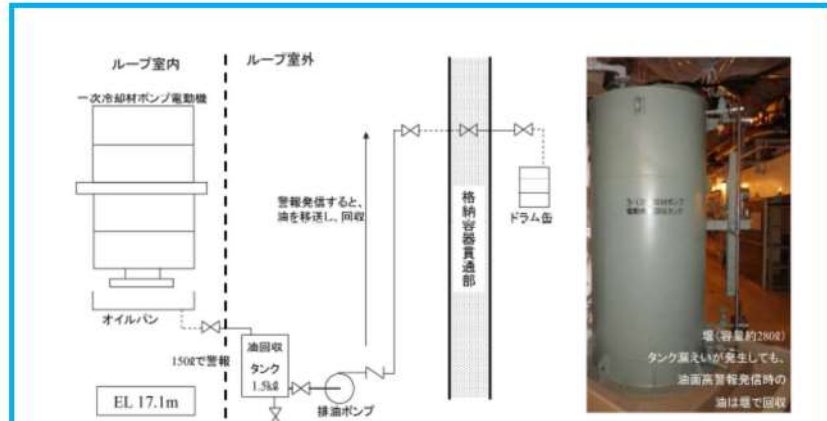 ループ室内
ループ室外
一次冷却材ポンプ電動機
警報発信すると、
油を移送し、回収
格納容器貫通部
ドラム缶
オイルパン
150ℓで警報
油回収
タンク
1.5kℓ
排油ポンプ
EL 17.1m
堰(容量約280ℓ)
タンク漏えいが発生しても、
油面高警報発信時の
油は堰で回収